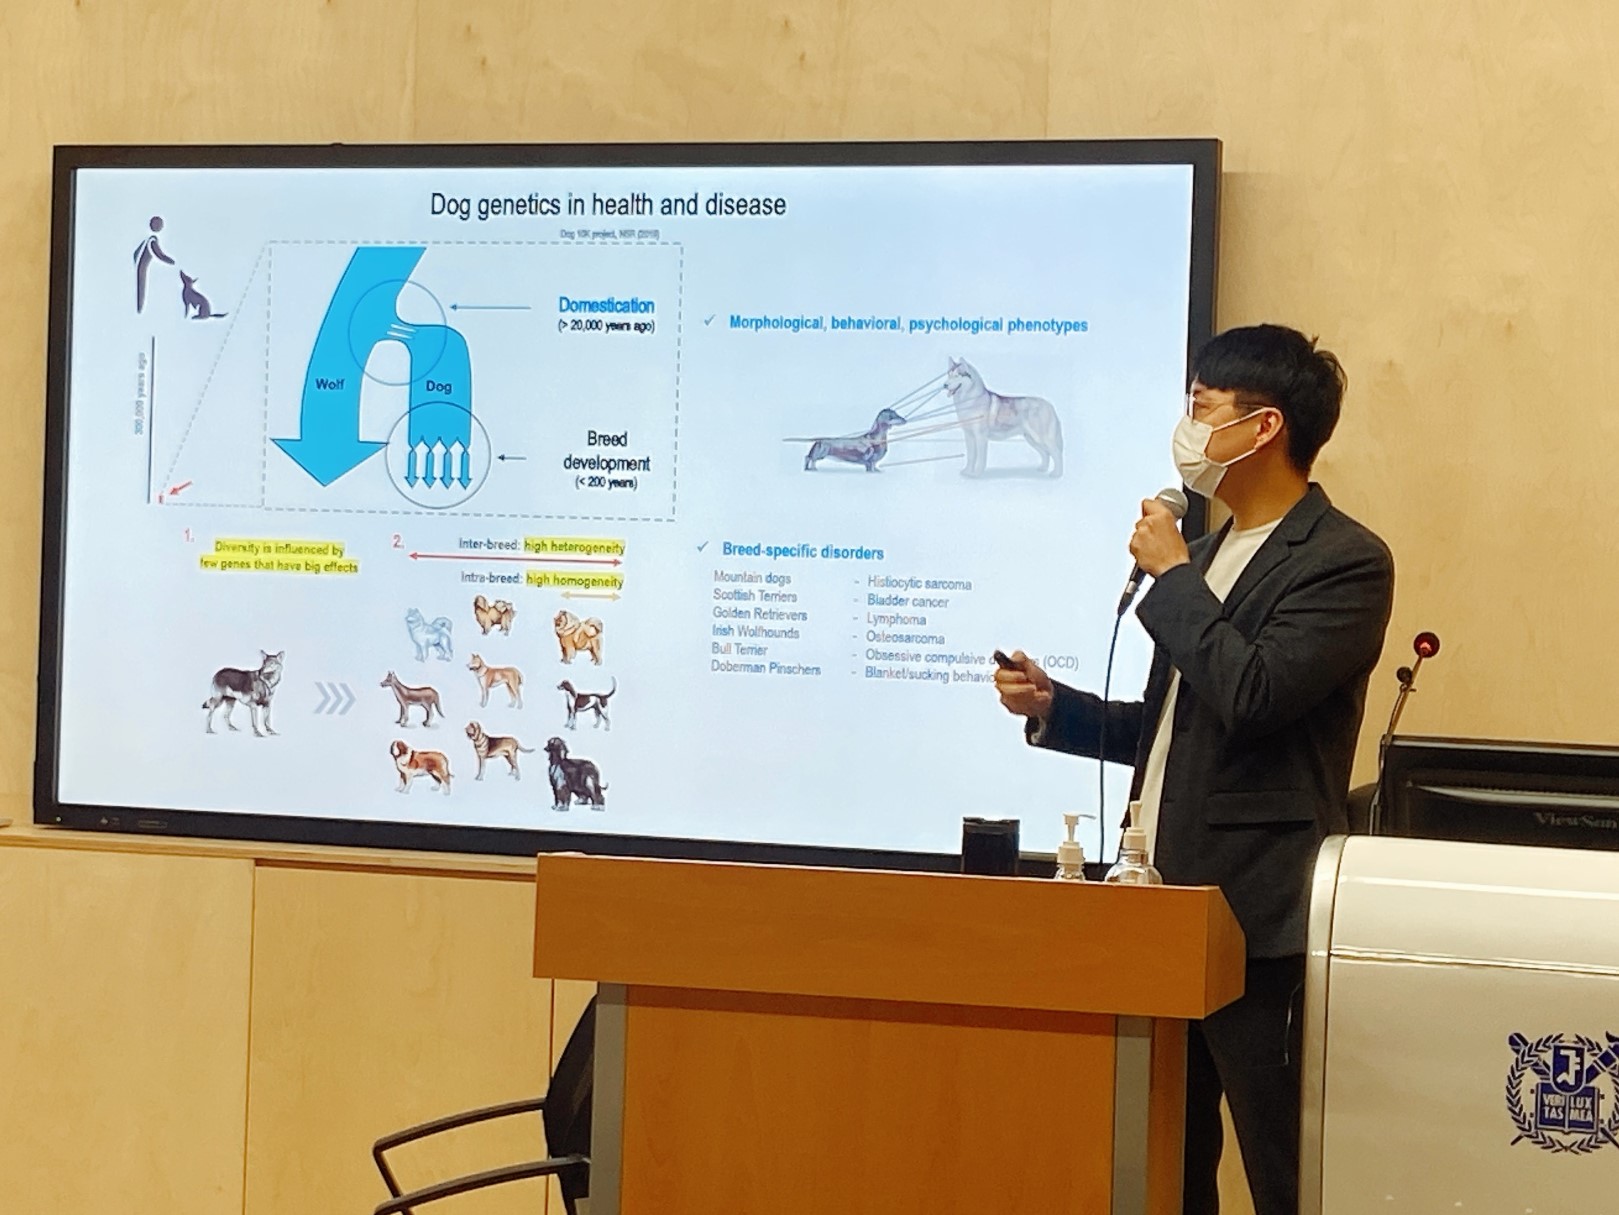 Dog genetics in health and disease
Dog 10K project, NSR (2019)
Domestication
(> 20,000 years ago)
Wolf
Dog
Breed
development
(< 200 years)
300,000 years ago
1.
Diversity is influenced by
few genes that have big effects
2.
Inter-breed: high heterogeneity
Intra-breed: high homogeneity
✓ Morphological, behavioral, psychological phenotypes
✓ Breed-specific disorders
Mountain dogs - Histiocytic sarcoma
Scottish Terriers - Bladder cancer
Golden Retrievers - Lymphoma
Irish Wolfhounds - Osteosarcoma
Bull Terrier - Obsessive compulsive (OCD)
Doberman Pinschers - Blanket/sucking behavio
ViewSon
VERI LUX
TAS MEA